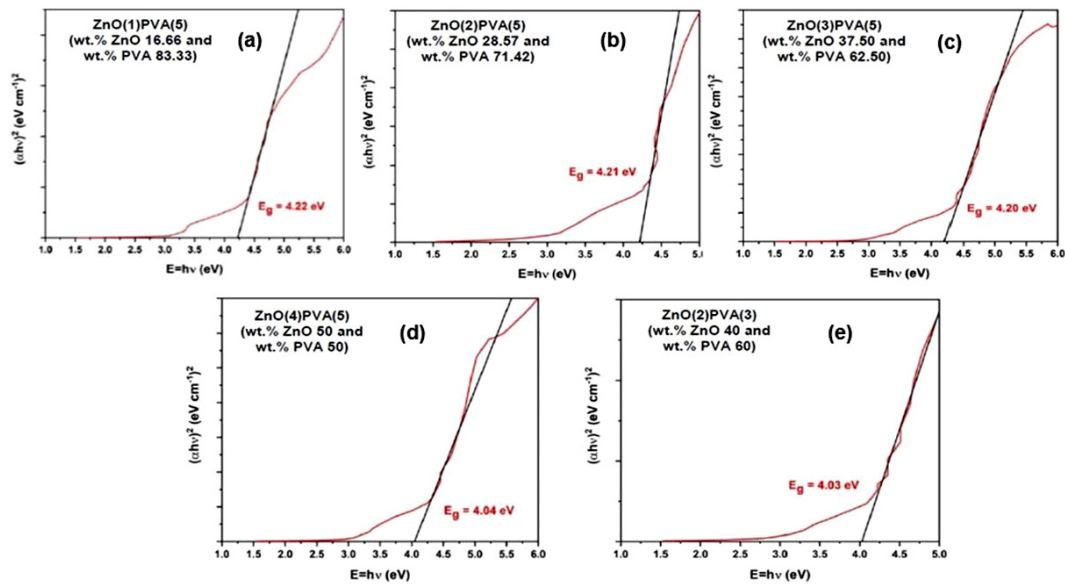 ZnO(1)PVA(5)
(wt.% ZnO 16.66 and
wt.% PVA 83.33)
(a)
(αhν)² (eV cm⁻¹)²
E_g = 4.22 eV
1.0 1.5 2.0 2.5 3.0 3.5 4.0 4.5 5.0 5.5 6.0
E=hν (eV)
ZnO(2)PVA(5)
(wt.% ZnO 28.57 and
wt.% PVA 71.42)
(b)
(αhν)² (eV cm⁻¹)²
E_g = 4.21 eV
1.0 1.5 2.0 2.5 3.0 3.5 4.0 4.5 5.0
E=hν (eV)
ZnO(3)PVA(5)
(wt.% ZnO 37.50 and
wt.% PVA 62.50)
(c)
(αhν)² (eV cm⁻¹)²
E_g = 4.20 eV
1.0 1.5 2.0 2.5 3.0 3.5 4.0 4.5 5.0 5.5 6.0
E=hν (eV)
ZnO(4)PVA(5)
(wt.% ZnO 50 and
wt.% PVA 50)
(d)
(αhν)² (eV cm⁻¹)²
E_g = 4.04 eV
1.0 1.5 2.0 2.5 3.0 3.5 4.0 4.5 5.0 5.5 6.0
E=hν (eV)
ZnO(2)PVA(3)
(wt.% ZnO 40 and
wt.% PVA 60)
(e)
(αhν)² (eV cm⁻¹)²
E_g = 4.03 eV
1.0 1.5 2.0 2.5 3.0 3.5 4.0 4.5 5.0
E=hν (eV)